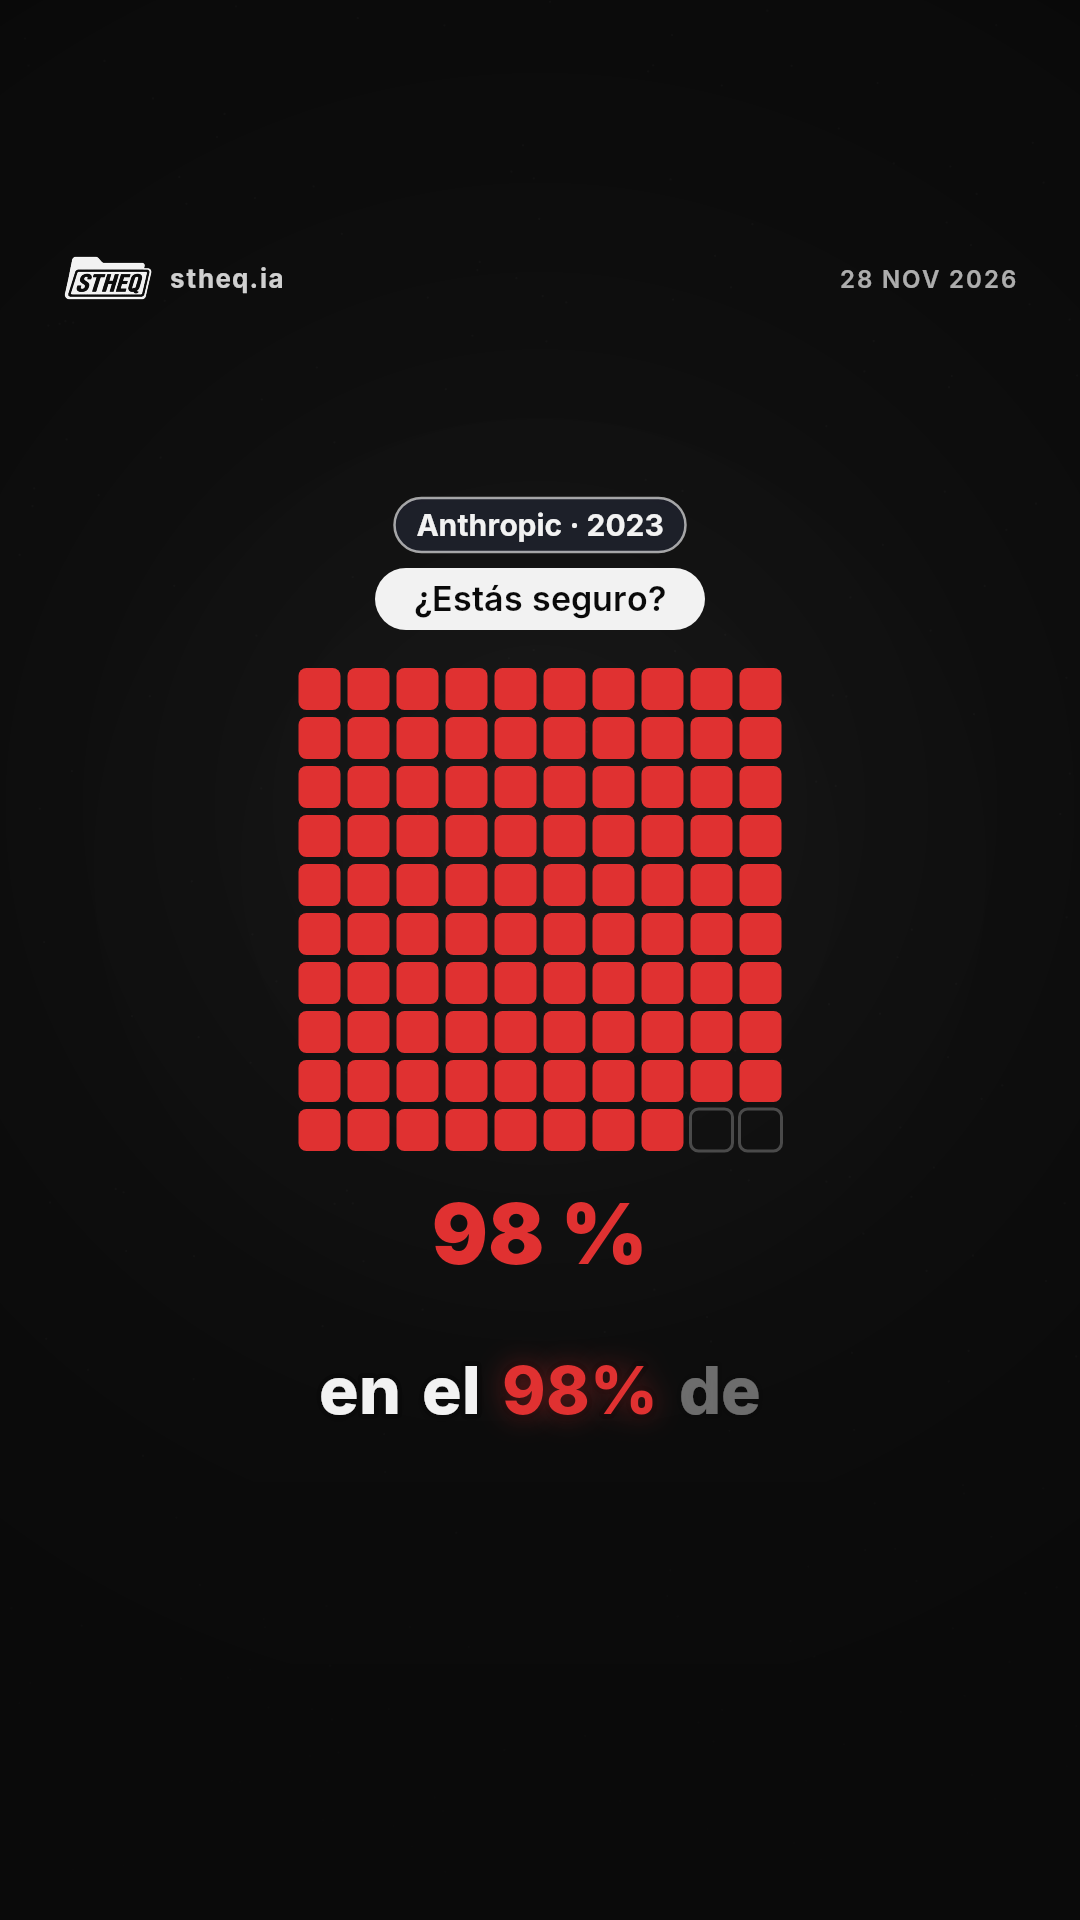 STHEQ stheq.ia 28 NOV 2026
Anthropic · 2023
¿Estás seguro?
98 %
en el 98% de